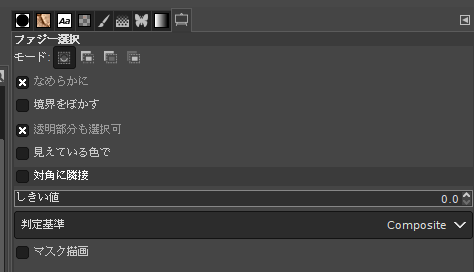 Aa
ファジー選択
モード:
なめらかに
境界をぼかす
透明部分も選択可
見えている色で
対角に隣接
しきい値 0.0
判定基準 Composite
マスク描画